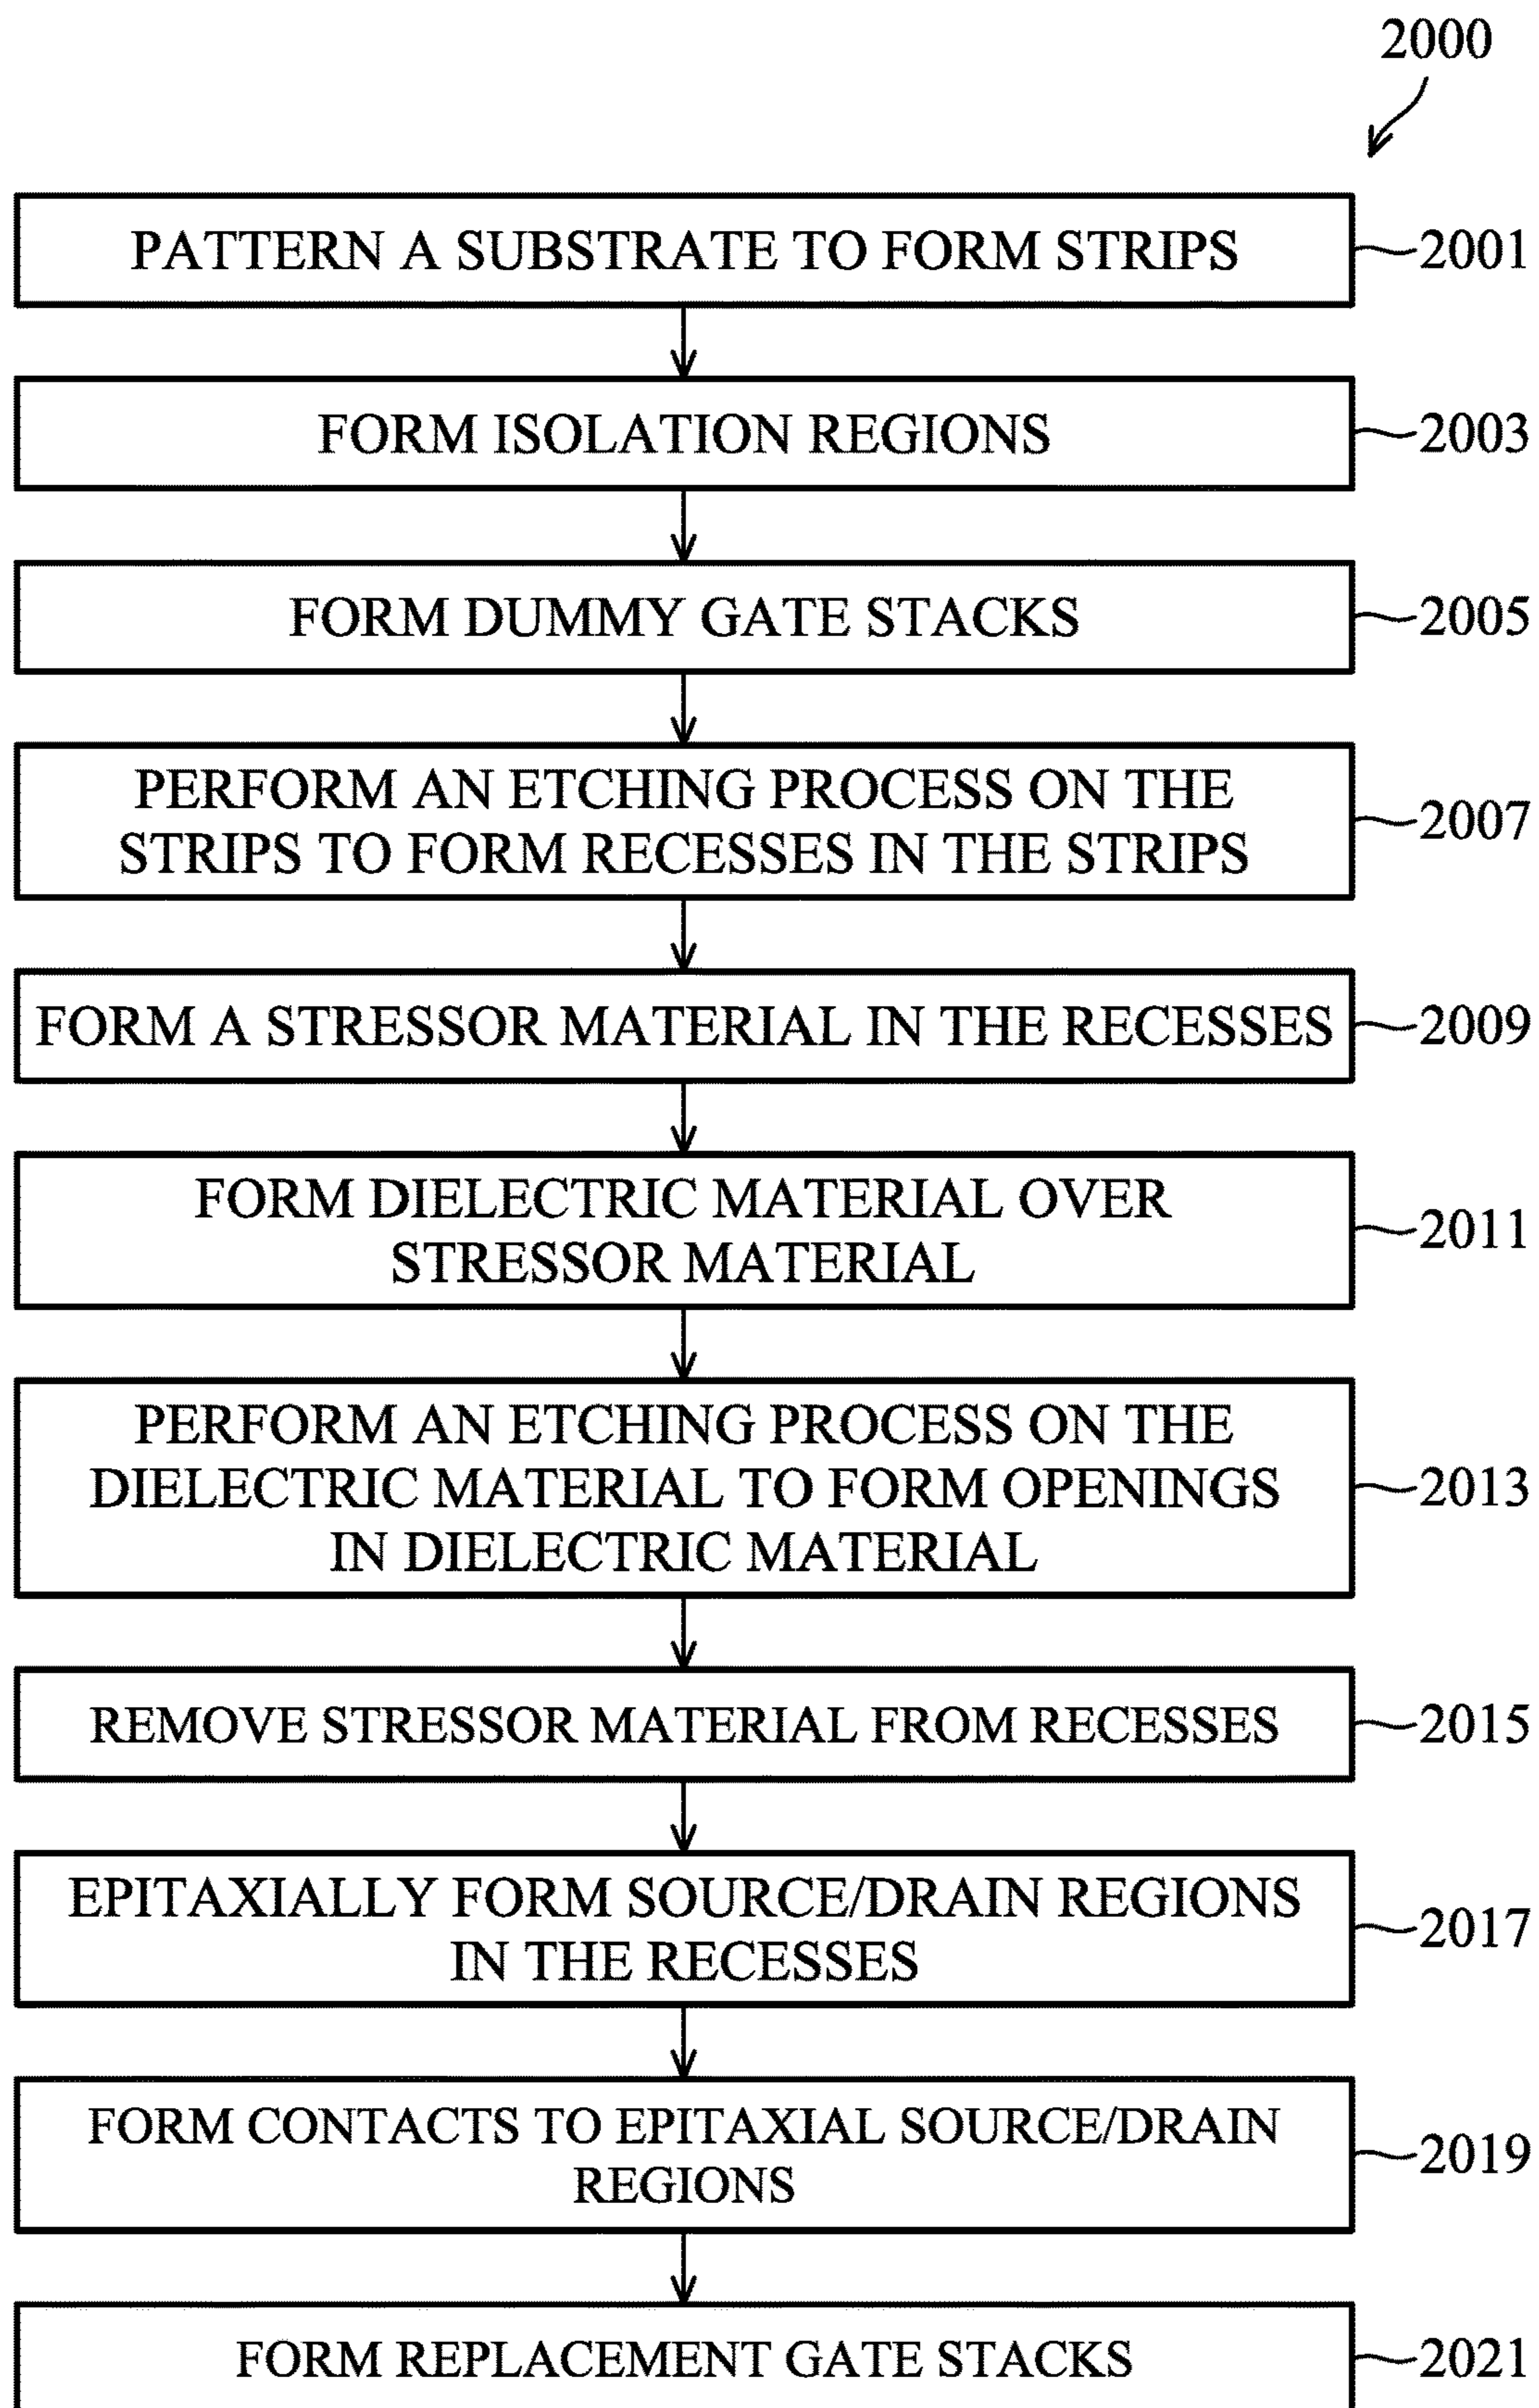 2000
PATTERN A SUBSTRATE TO FORM STRIPS
2001
FORM ISOLATION REGIONS
2003
FORM DUMMY GATE STACKS
2005
PERFORM AN ETCHING PROCESS ON THE
STRIPS TO FORM RECESSES IN THE STRIPS
2007
FORM A STRESSOR MATERIAL IN THE RECESSES
2009
FORM DIELECTRIC MATERIAL OVER
STRESSOR MATERIAL
2011
PERFORM AN ETCHING PROCESS ON THE
DIELECTRIC MATERIAL TO FORM OPENINGS
IN DIELECTRIC MATERIAL
2013
REMOVE STRESSOR MATERIAL FROM RECESSES
2015
EPITAXIALLY FORM SOURCE/DRAIN REGIONS
IN THE RECESSES
2017
FORM CONTACTS TO EPITAXIAL SOURCE/DRAIN
REGIONS
2019
FORM REPLACEMENT GATE STACKS
2021